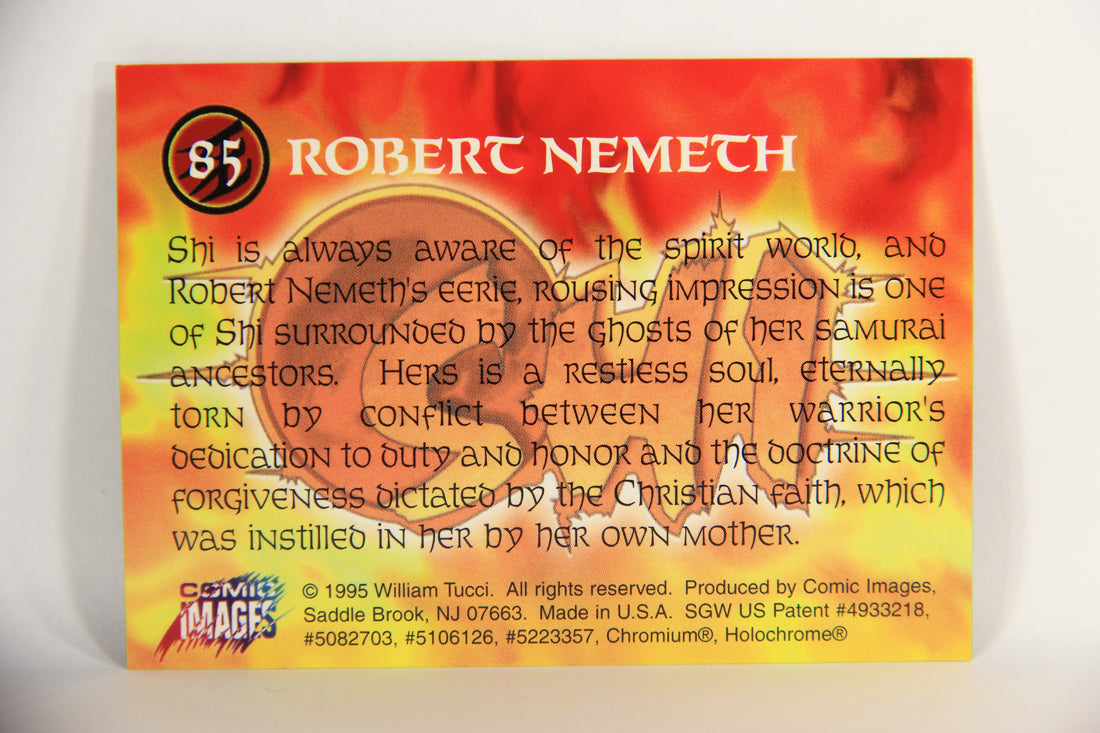 85 ROBERT NEMETH
Shi is always aware of the spirit world, and
Robert Nemeth's eerie, rousing impression is one
of Shi surrounded by the ghosts of her samurai
ancestors. Hers is a restless soul, eternally
torn by conflict between her warrior's
dedication to duty and honor and the doctrine of
forgiveness dictated by the Christian faith, which
was instilled in her by her own mother.
SHI
COMIC
IMAGES
© 1995 William Tucci. All rights reserved. Produced by Comic Images,
Saddle Brook, NJ 07663. Made in U.S.A. SGW US Patent #4933218,
#5082703, #5106126, #5223357, Chromium®, Holochrome®